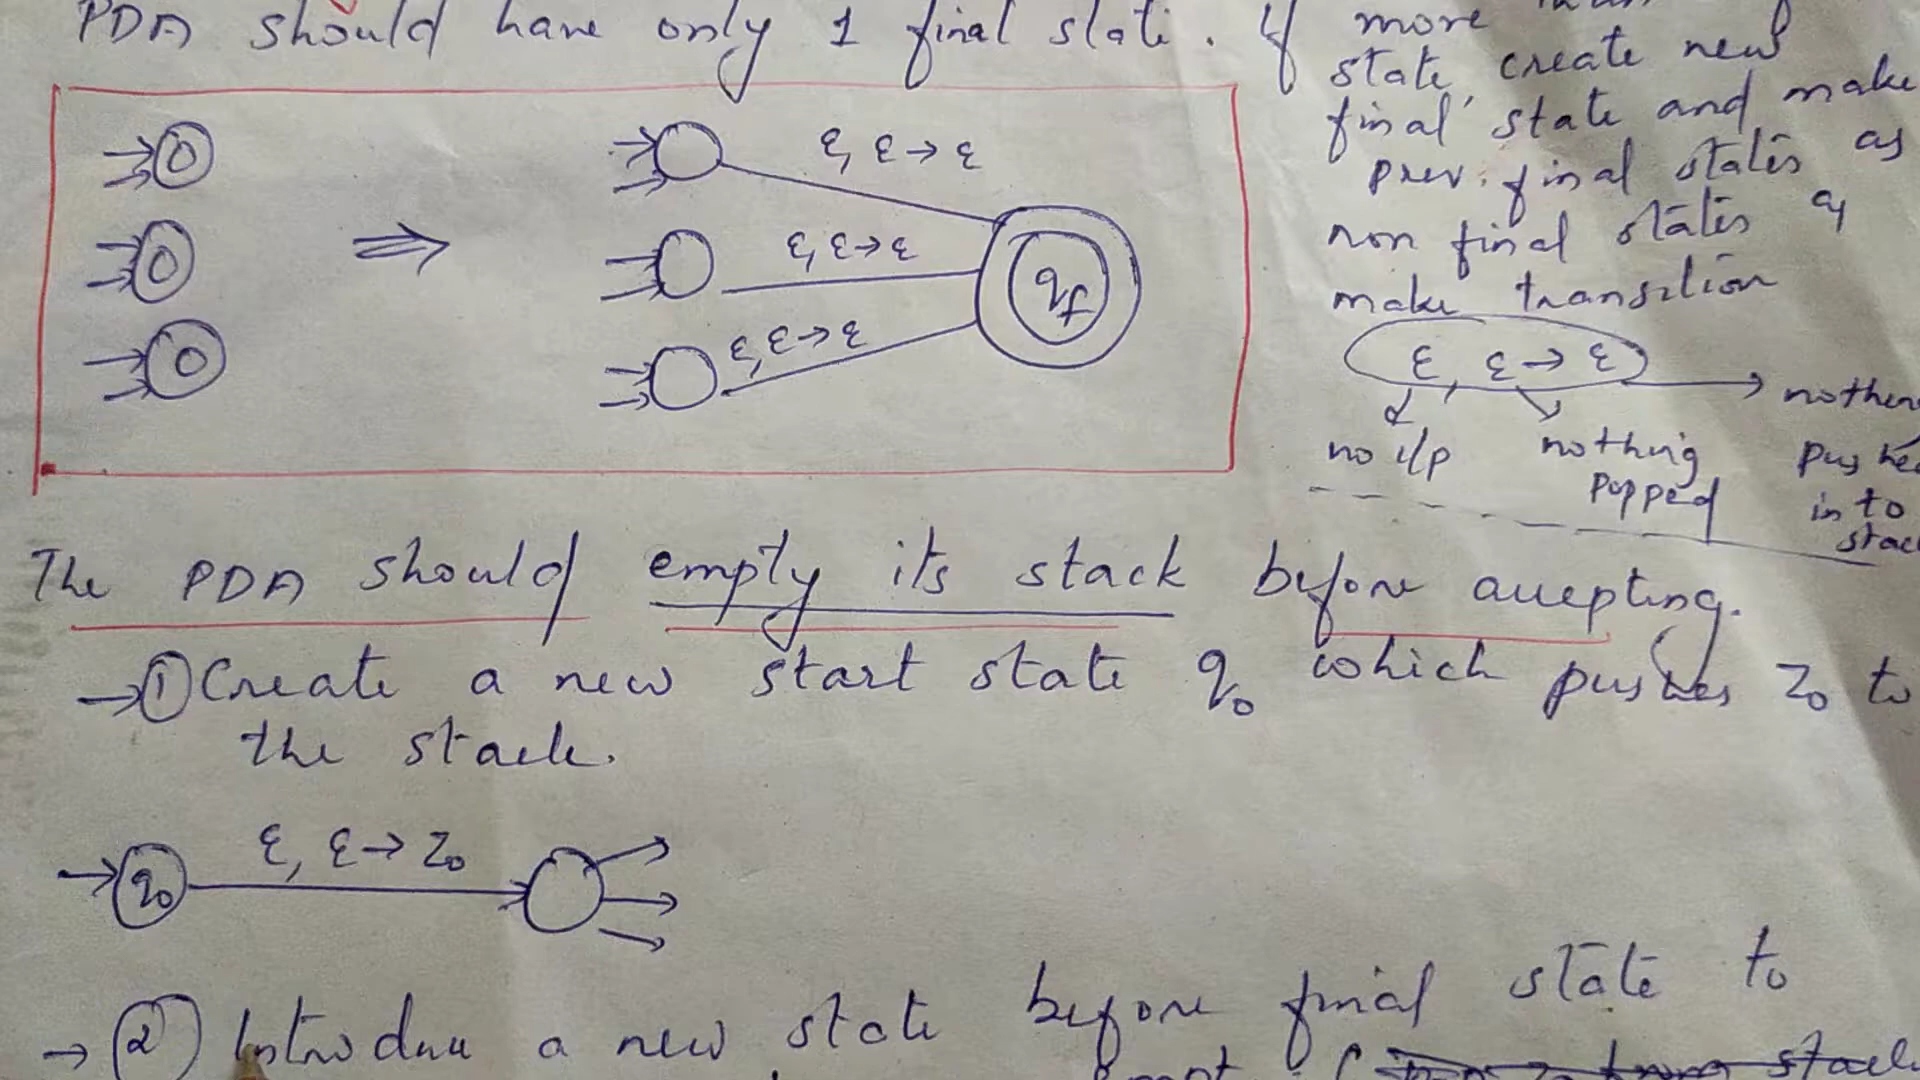 PDA should have only 1 final state. If more than
state, create new
final state and make
prev. final states as
non final states &
make transition
ε, ε → ε
ε, ε → ε
ε, ε → ε
qf
ε, ε → ε
no i/p
nothing
popped
pushed
into
The PDA should empty its stack before accepting.
→ ① Create a new start state q0 which pushes Z0 to
the stack.
q0
ε, ε → Z0
→ ② Introduce a new state before final state to